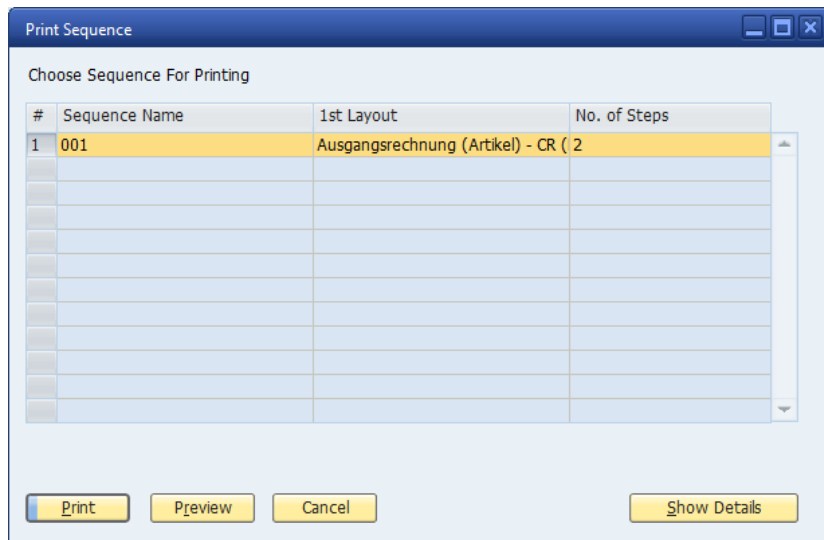 Print Sequence
Choose Sequence For Printing
# Sequence Name 1st Layout No. of Steps
1 001 Ausgangsrechnung (Artikel) - CR ( 2
Print Preview Cancel Show Details